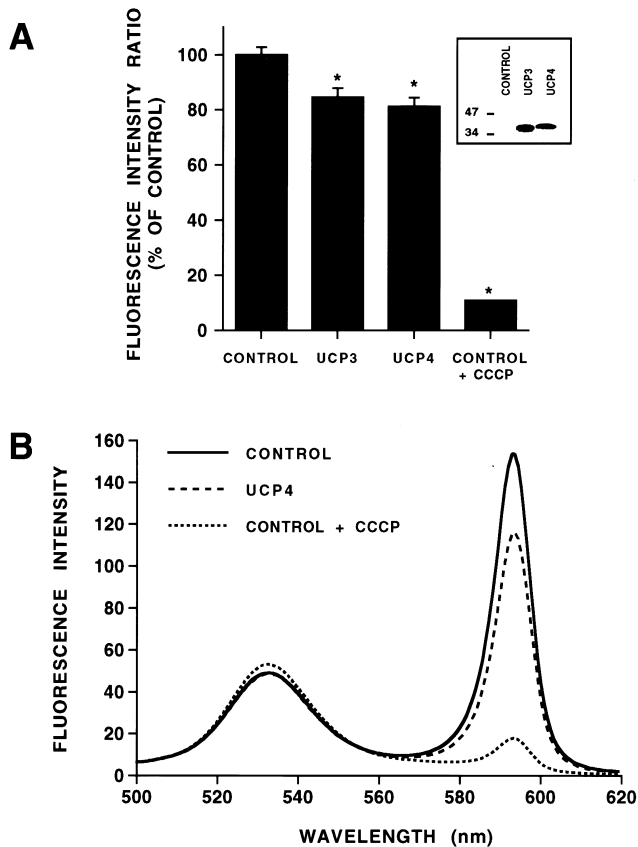 A
FLUORESCENCE INTENSITY RATIO
(% OF CONTROL)
100
80
60
40
20
0
*
*
*
CONTROL
UCP3
UCP4
CONTROL
+ CCCP
CONTROL
UCP3
UCP4
47
34
B
FLUORESCENCE INTENSITY
160
140
120
100
80
60
40
20
0
CONTROL
UCP4
CONTROL + CCCP
500 520 540 560 580 600 620
WAVELENGTH (nm)